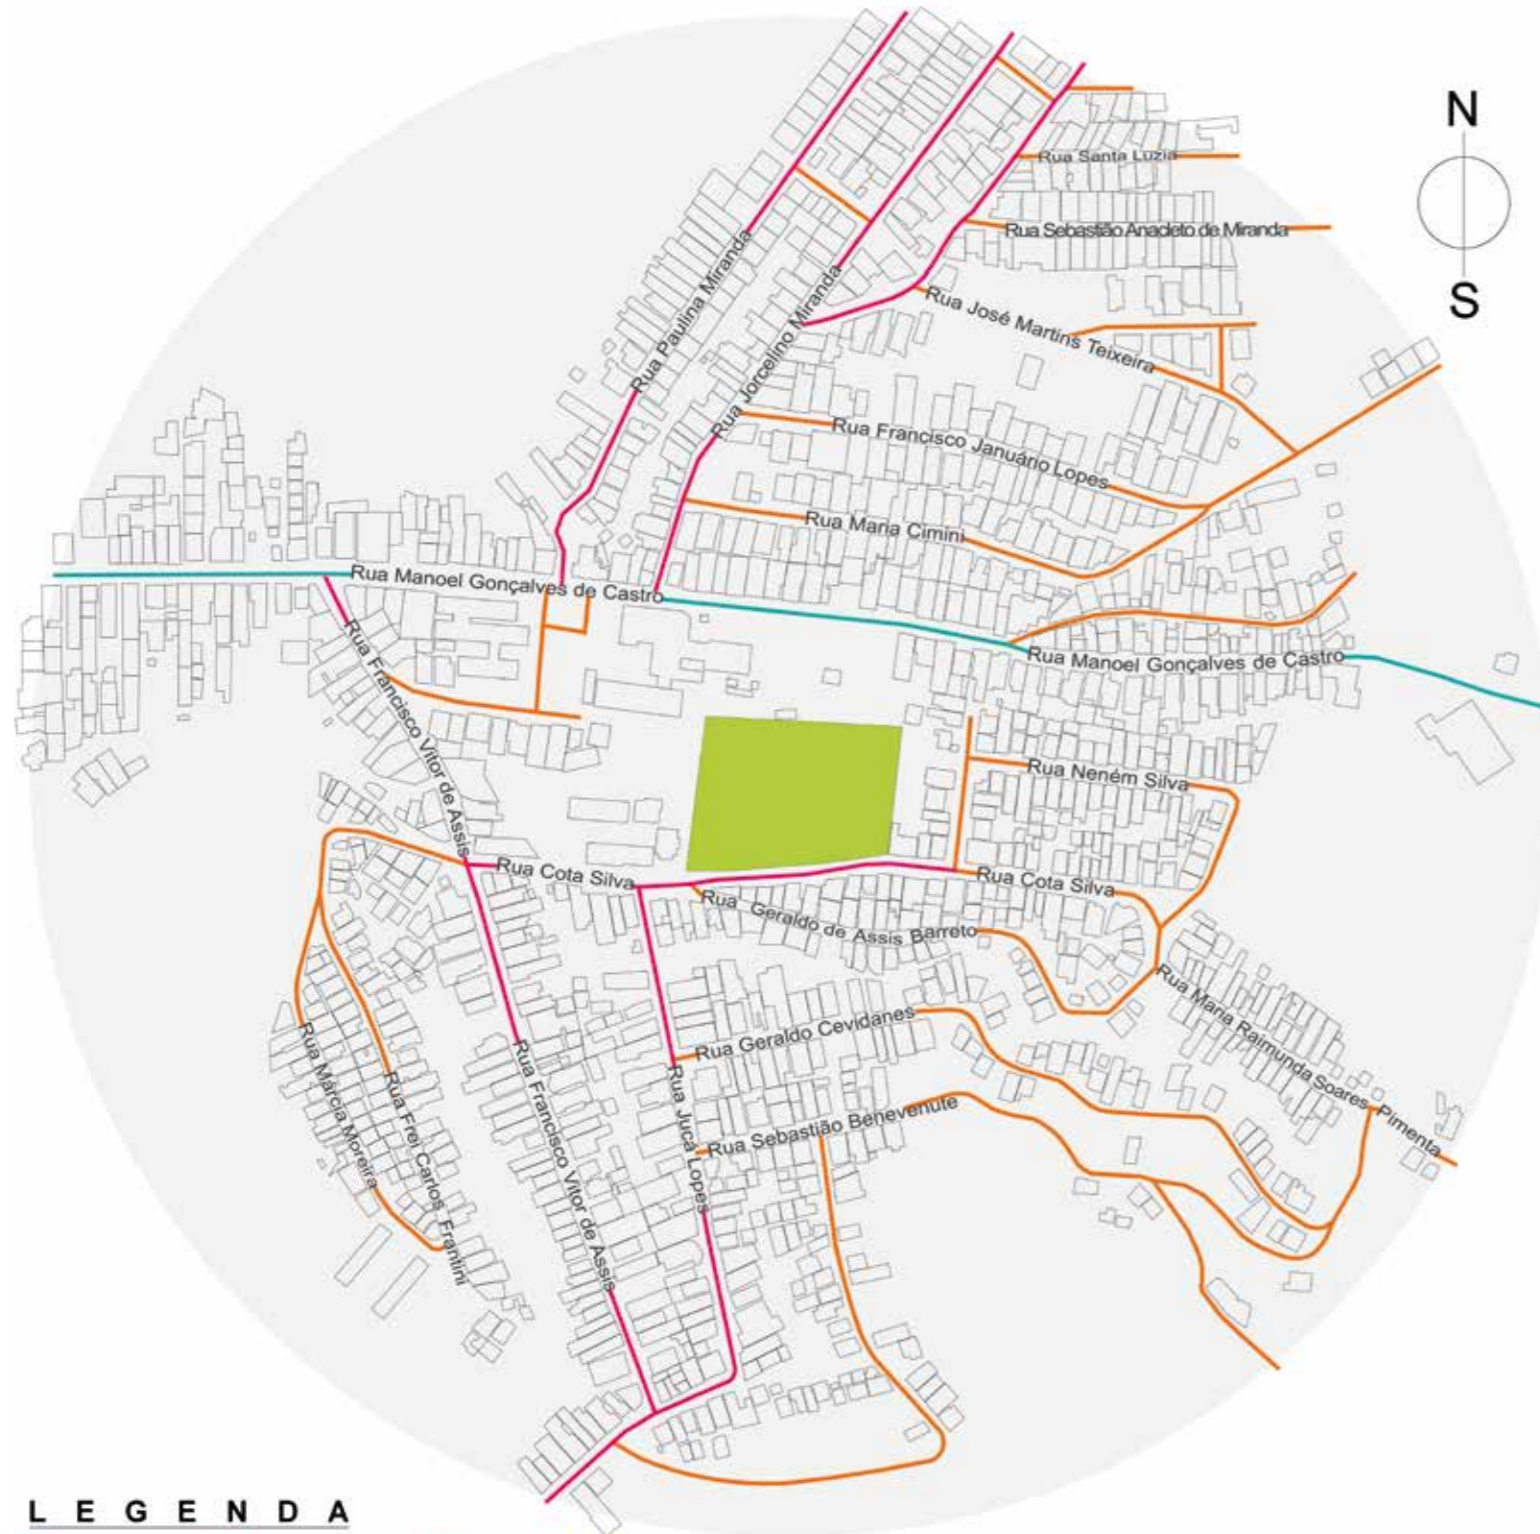 N
S
Rua Santa Luzia
Rua Sebastião Anacleto de Miranda
Rua Paulina Miranda
Rua Jorcelino Miranda
Rua José Martins Teixeira
Rua Francisco Januário Lopes
Rua Maria Cimini
Rua Manoel Gonçalves de Castro
Rua Manoel Gonçalves de Castro
Rua Francisco Vitor de Assis
Rua Neném Silva
Rua Cota Silva
Rua Cota Silva
Rua Geraldo de Assis Barreto
Rua Maria Raimunda Soares Pimenta
Rua Geraldo Cevidanes
Rua Márcia Moreira
Rua Frei Carlos Frantini
Rua Francisco Vitor de Assis
Rua Juca Lopes
Rua Sebastião Benevenute
LEGENDA